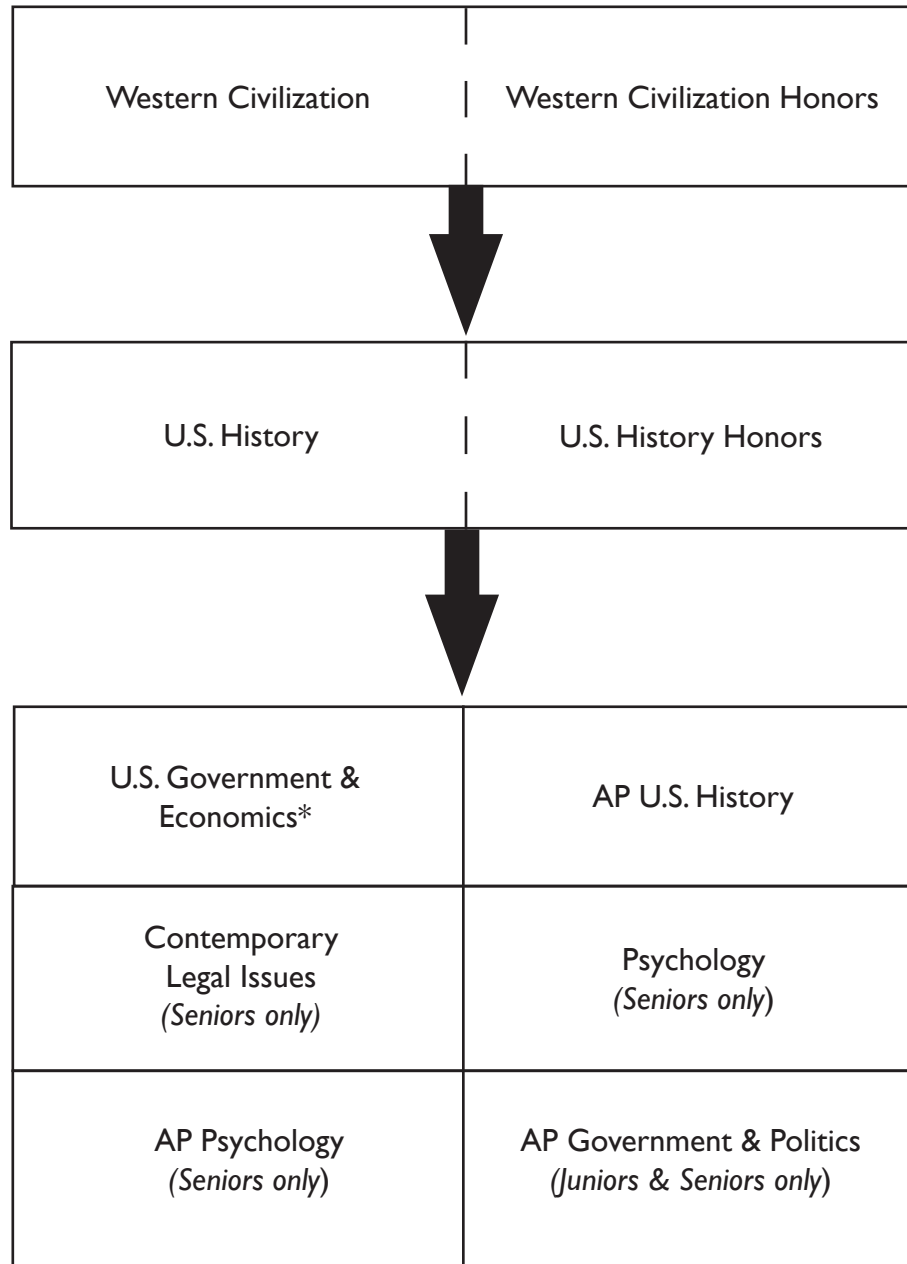 Western Civilization
Western Civilization Honors
U.S. History
U.S. History Honors
U.S. Government &
Economics*
AP U.S. History
Contemporary
Legal Issues
(Seniors only)
Psychology
(Seniors only)
AP Psychology
(Seniors only)
AP Government & Politics
(Juniors & Seniors only)